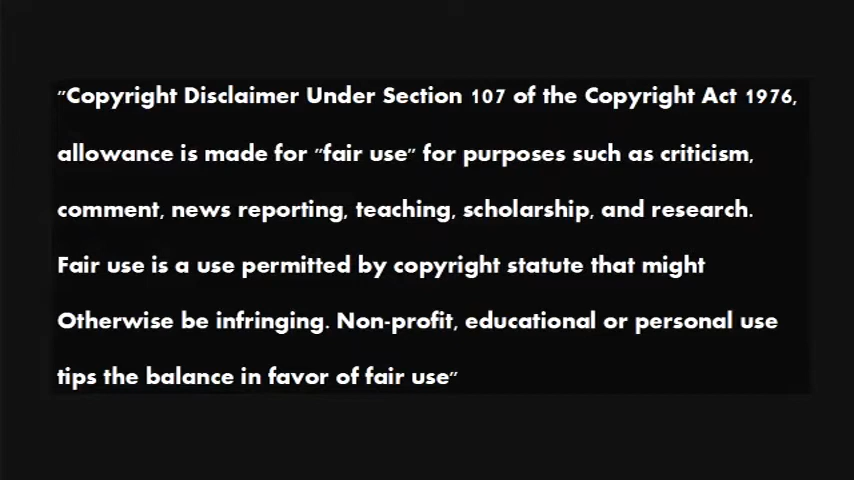 "Copyright Disclaimer Under Section 107 of the Copyright Act 1976,
allowance is made for "fair use" for purposes such as criticism,
comment, news reporting, teaching, scholarship, and research.
Fair use is a use permitted by copyright statute that might
Otherwise be infringing. Non-profit, educational or personal use
tips the balance in favor of fair use"